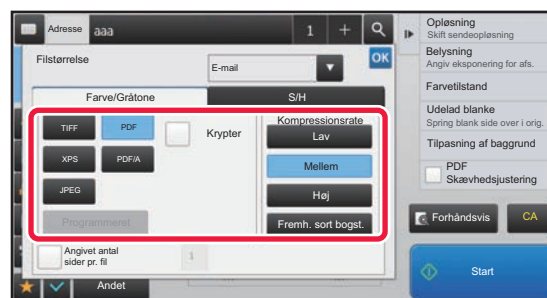 Adresse aaa 1 +
Filstørrelse
E-mail
OK
Farve/Gråtone
S/H
TIFF
PDF
Krypter
XPS
PDF/A
JPEG
Programmeret
Kompressionsrate
Lav
Mellem
Høj
Fremh. sort bogst.
Angivet antal
sider pr. fil
1
Andet
Opløsning
Skift sendeopløsning
Belysning
Angiv eksponering for afs.
Farvetilstand
Udelad blanke
Spring blank side over i orig.
Tilpasning af baggrund
PDF
Skævhedsjustering
Forhåndsvis
CA
Start